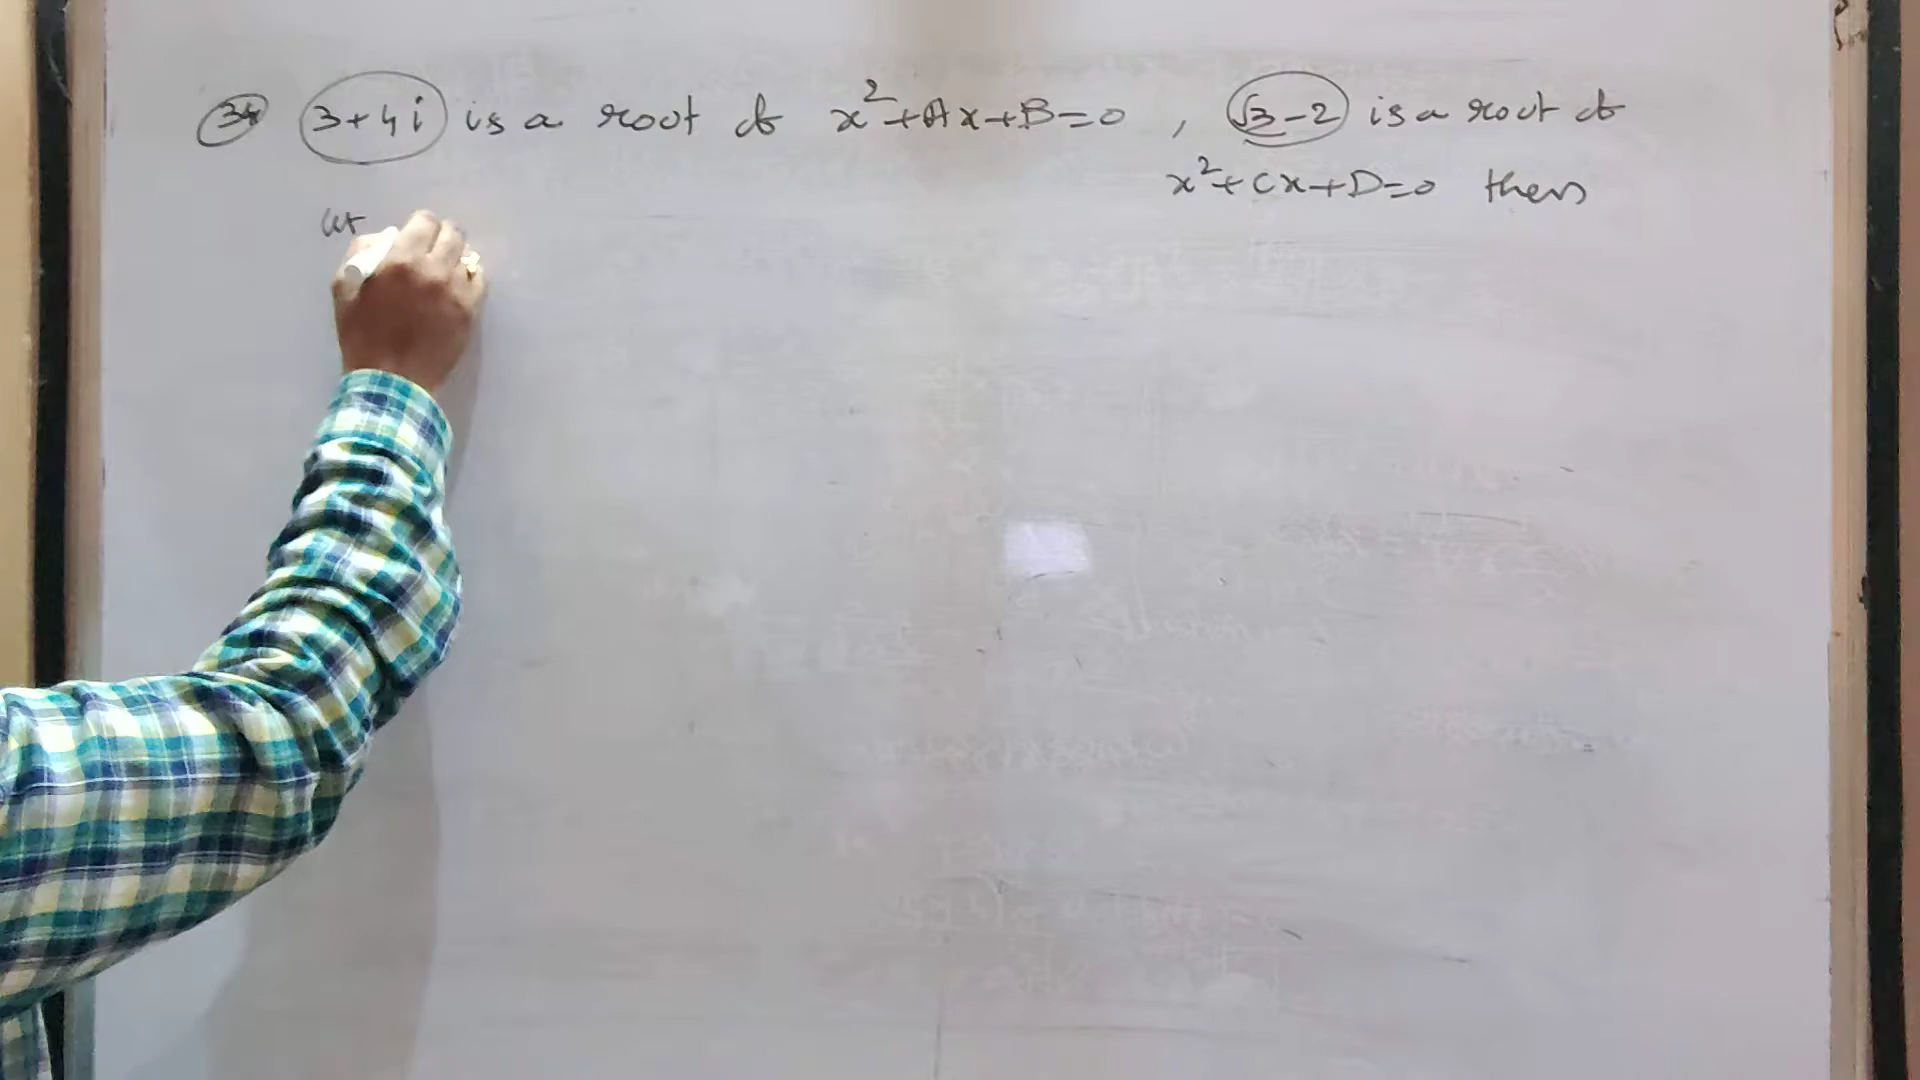 34 3+4i is a root of x²+Ax+B=0 , √3-2 is a root of
x²+Cx+D=0 then
let